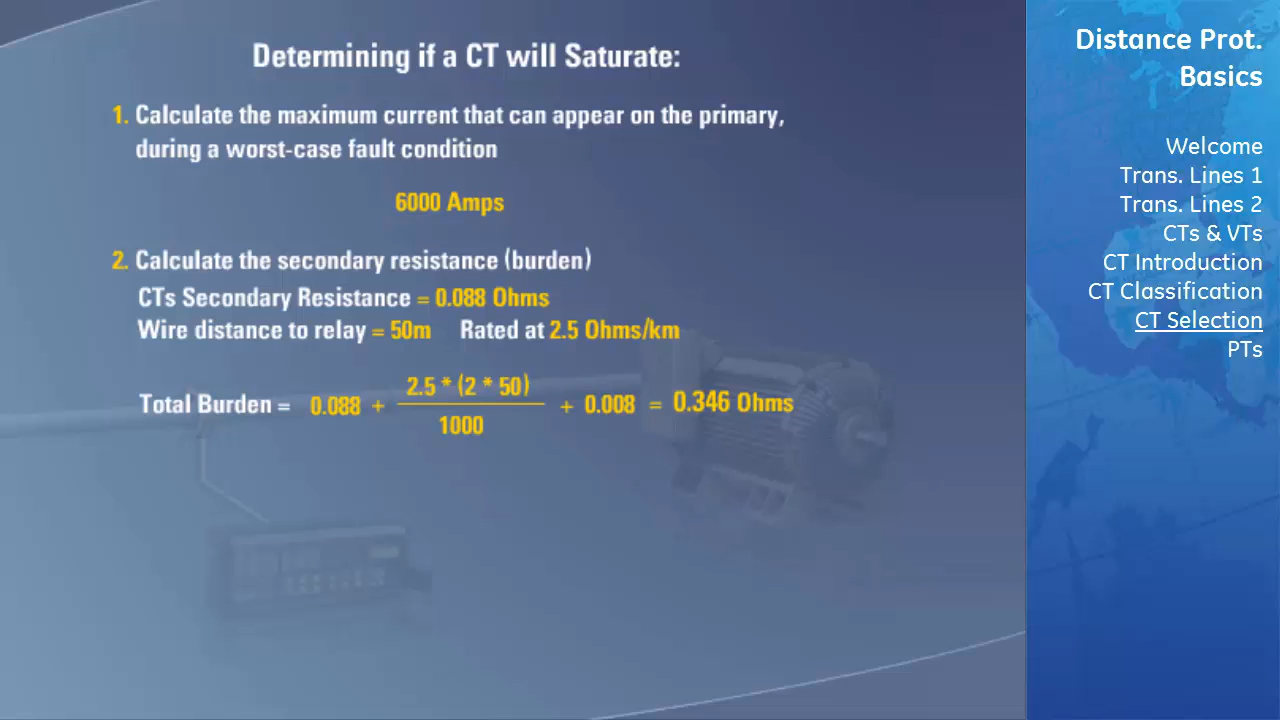 Determining if a CT will Saturate:
1. Calculate the maximum current that can appear on the primary,
during a worst-case fault condition
6000 Amps
2. Calculate the secondary resistance (burden)
CTs Secondary Resistance = 0.088 Ohms
Wire distance to relay = 50m Rated at 2.5 Ohms/km
Total Burden = 0.088 + 2.5 * (2 * 50) / 1000 + 0.008 = 0.346 Ohms
Distance Prot.
Basics
Welcome
Trans. Lines 1
Trans. Lines 2
CTs & VTs
CT Introduction
CT Classification
CT Selection
PTs